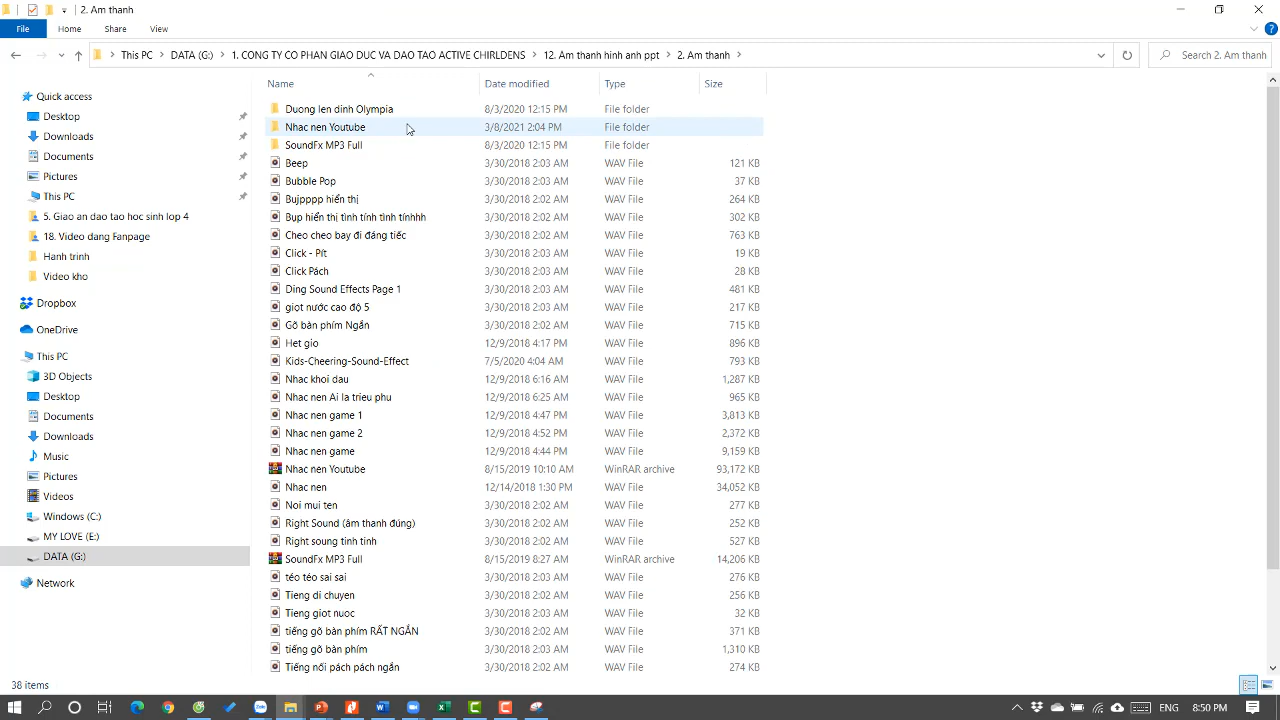 2. Am thanh
File Home Share View
This PC DATA (G:) 1. CONG TY CO PHAN GIAO DUC VA DAO TAO ACTIVE CHIRLDENS 12. Am thanh hinh anh ppt 2. Am thanh
Search 2. Am thanh
Name Date modified Type Size
Quick access
Desktop
Downloads
Documents
Pictures
This PC
5. Giao an dao tao hoc sinh lop 4
18. Video dang Fanpage
Hanh trinh
Video kho
Dropbox
OneDrive
This PC
3D Objects
Desktop
Documents
Downloads
Music
Pictures
Videos
Windows (C:)
MY LOVE (E:)
DATA (G:)
Network
Duong len dinh Olympia 8/3/2020 12:15 PM File folder
Nhac nen Youtube 3/8/2021 2:04 PM File folder
SoundFx MP3 Full 8/3/2020 12:15 PM File folder
Beep 3/30/2018 2:03 AM WAV File 121 KB
Bubble Pop 3/30/2018 2:03 AM WAV File 37 KB
Bujpppp hiển thị 3/30/2018 2:02 AM WAV File 264 KB
Bụp hiển thị tình tính tình tínhhh 3/30/2018 2:02 AM WAV File 302 KB
Cheo cheo bay đi đáng tiếc 3/30/2018 2:02 AM WAV File 763 KB
Click - Pít 3/30/2018 2:03 AM WAV File 19 KB
Click Pách 3/30/2018 2:03 AM WAV File 28 KB
Ding Sound Effects Page 1 3/30/2018 2:03 AM WAV File 481 KB
giọt nước cao độ 5 3/30/2018 2:03 AM WAV File 217 KB
Gõ bàn phím Ngắn 3/30/2018 2:02 AM WAV File 715 KB
Het gio 12/9/2018 4:17 PM WAV File 896 KB
Kids-Cheering-Sound-Effect 7/5/2020 4:04 AM WAV File 793 KB
Nhac khoi dau 12/9/2018 6:16 AM WAV File 1,287 KB
Nhac nen Ai la trieu phu 12/9/2018 6:25 AM WAV File 965 KB
Nhac nen game 1 12/9/2018 4:47 PM WAV File 3,813 KB
Nhac nen game 2 12/9/2018 4:52 PM WAV File 2,372 KB
Nhac nen game 12/9/2018 4:44 PM WAV File 9,159 KB
Nhac nen Youtube 8/15/2019 10:10 AM WinRAR archive 93,172 KB
Nhac nen 12/14/2018 1:30 PM WAV File 34,052 KB
Noi mui ten 3/30/2018 2:02 AM WAV File 277 KB
Right Sound (âm thanh đúng) 3/30/2018 2:02 AM WAV File 252 KB
Right soung tinh tinh 3/30/2018 2:02 AM WAV File 527 KB
SoundFx MP3 Full 8/15/2019 8:27 AM WinRAR archive 14,206 KB
téo téo sai sai 3/30/2018 2:03 AM WAV File 276 KB
Tieng di chuyen 3/30/2018 2:02 AM WAV File 256 KB
Tieng giot nuoc 3/30/2018 2:03 AM WAV File 32 KB
tiếng gõ bàn phím RẤT NGẮN 3/30/2018 2:02 AM WAV File 371 KB
tiếng gõ bàn phím 3/30/2018 2:02 AM WAV File 1,310 KB
Tiếng nối pách pách ngắn 3/30/2018 2:02 AM WAV File 274 KB
38 items
Zalo
ENG 8:50 PM